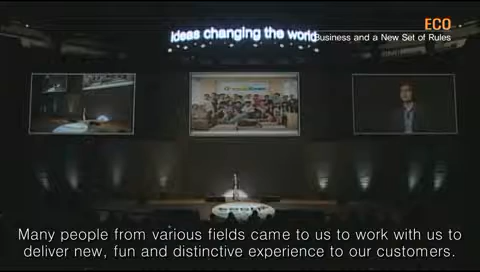 ECO
Ideas changing the world
Business and a New Set of Rules
Many people from various fields came to us to work with us to
deliver new, fun and distinctive experience to our customers.